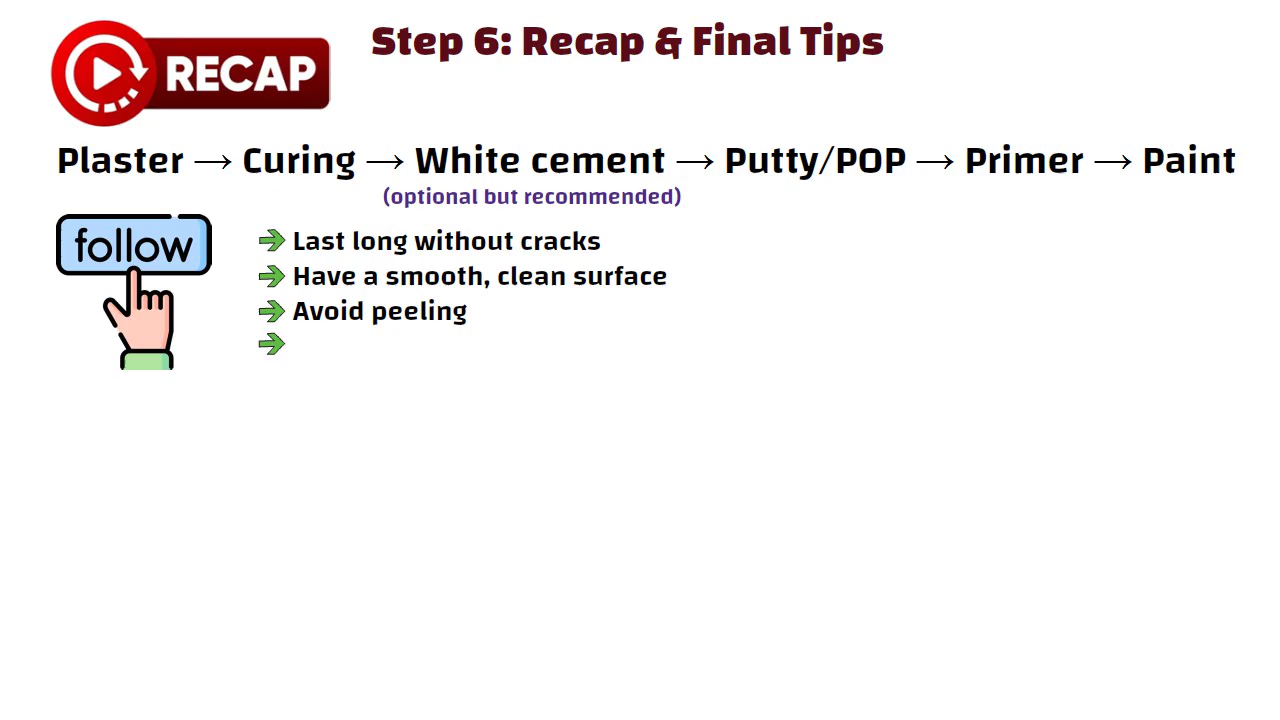 RECAP
Step 6: Recap & Final Tips
Plaster → Curing → White cement → Putty/POP → Primer → Paint
(optional but recommended)
follow
Last long without cracks
Have a smooth, clean surface
Avoid peeling